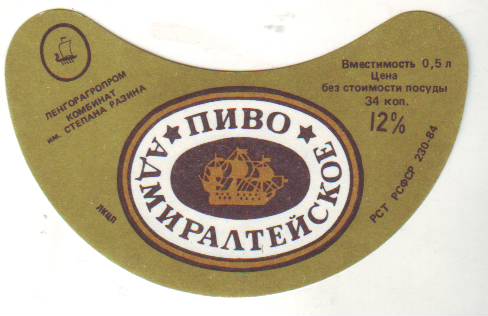 ЛЕНГОРАГРОПРОМ
КОМБИНАТ
им. СТЕПАНА РАЗИНА
ЛКЦП
★ ПИВО ★
АДМИРАЛТЕЙСКОЕ
Вместимость 0,5 л
Цена
без стоимости посуды
34 коп.
12%
РСТ РСФСР 230-84